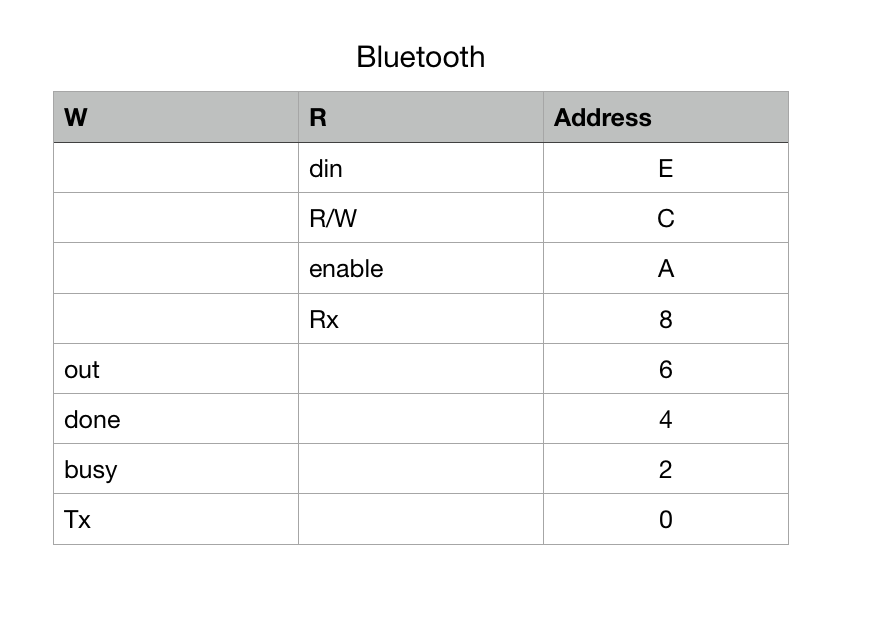 Bluetooth
W R Address
din E
R/W C
enable A
Rx 8
out 6
done 4
busy 2
Tx 0